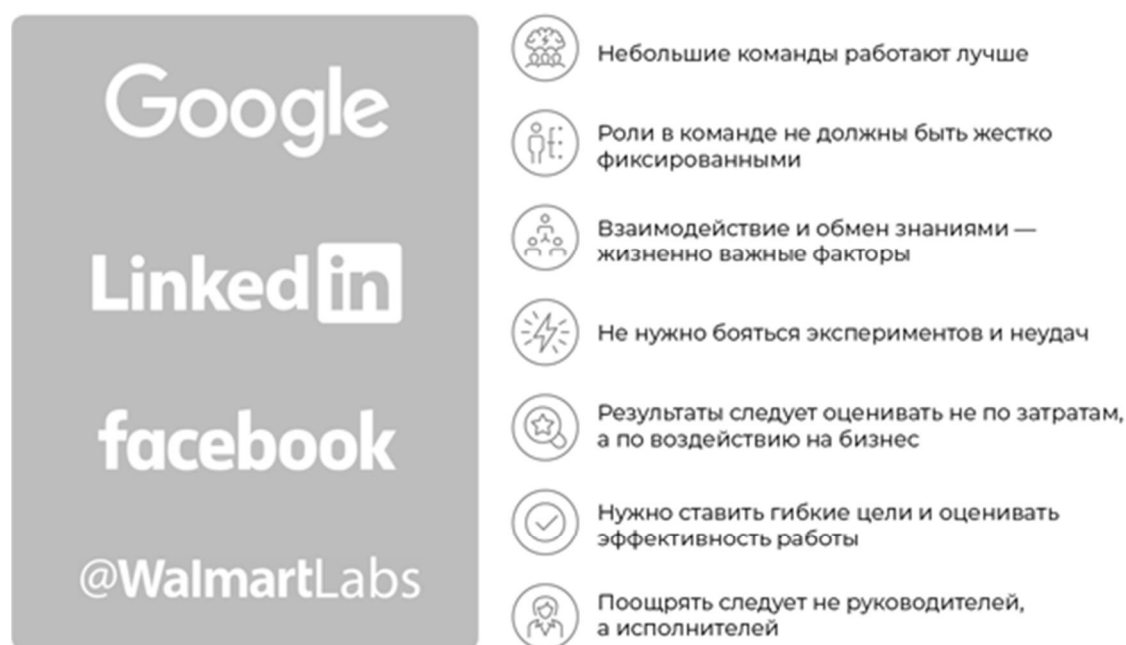 Google
LinkedIn
facebook
@WalmartLabs
Небольшие команды работают лучше
Роли в команде не должны быть жестко
фиксированными
Взаимодействие и обмен знаниями —
жизненно важные факторы
Не нужно бояться экспериментов и неудач
Результаты следует оценивать не по затратам,
а по воздействию на бизнес
Нужно ставить гибкие цели и оценивать
эффективность работы
Поощрять следует не руководителей,
а исполнителей